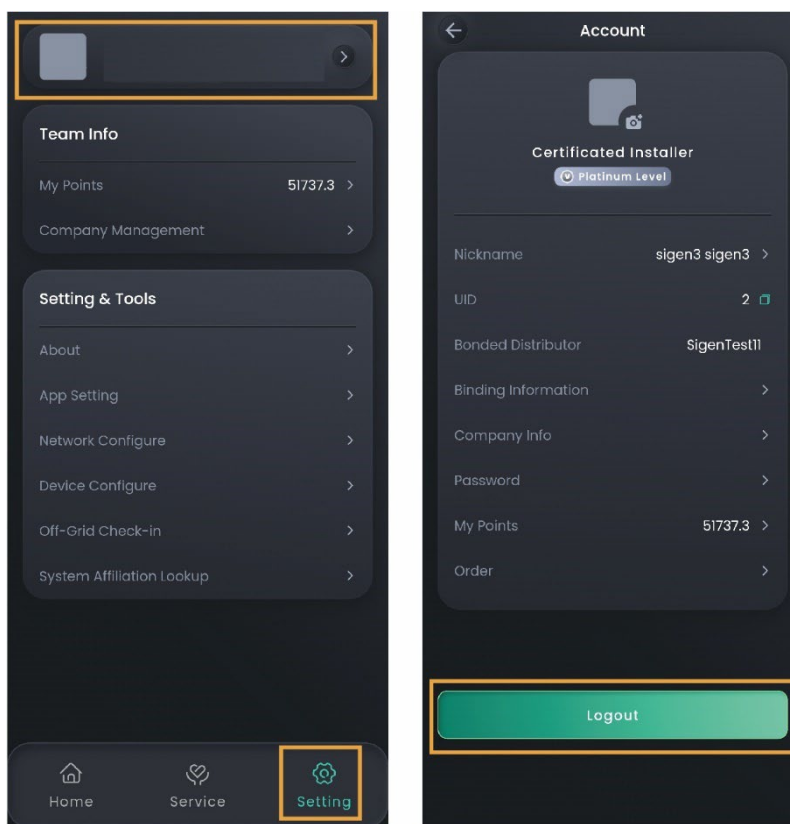 Team Info
My Points 51737.3
Company Management
Setting & Tools
About
App Setting
Network Configure
Device Configure
Off-Grid Check-in
System Affiliation Lookup
Home Service Setting
Account
Certificated Installer
Platinum Level
Nickname sigen3 sigen3
UID 2
Bonded Distributor SigenTest11
Binding Information
Company Info
Password
My Points 51737.3
Order
Logout